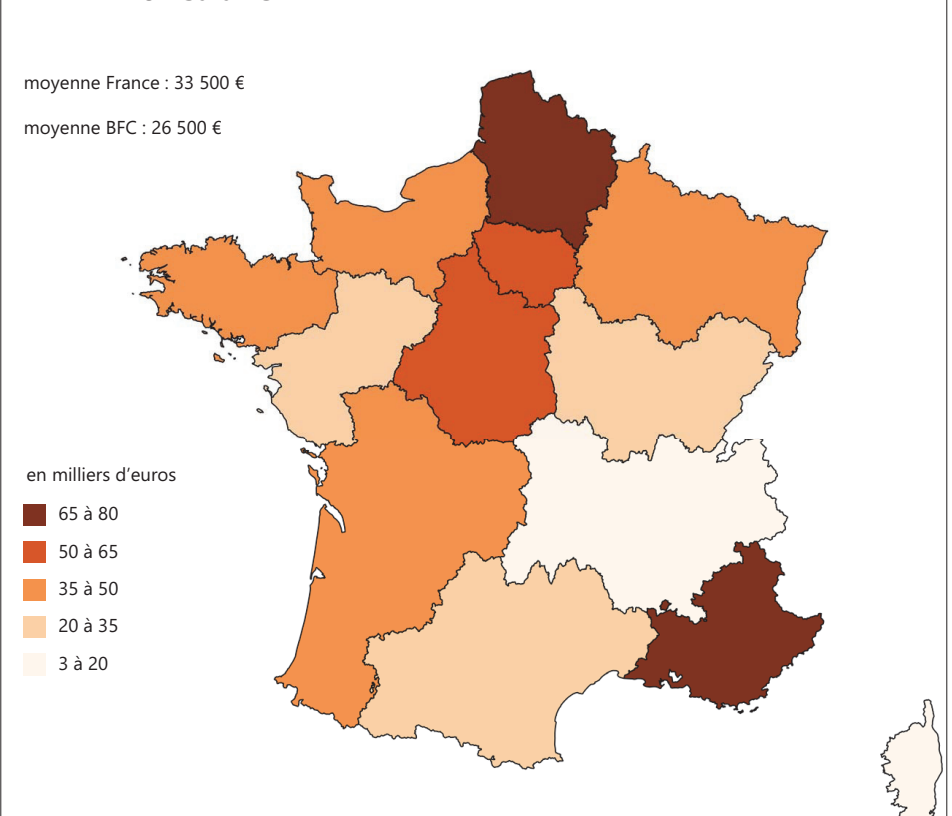 moyenne France : 33 500 €
moyenne BFC : 26 500 €
en milliers d’euros
65 à 80
50 à 65
35 à 50
20 à 35
3 à 20